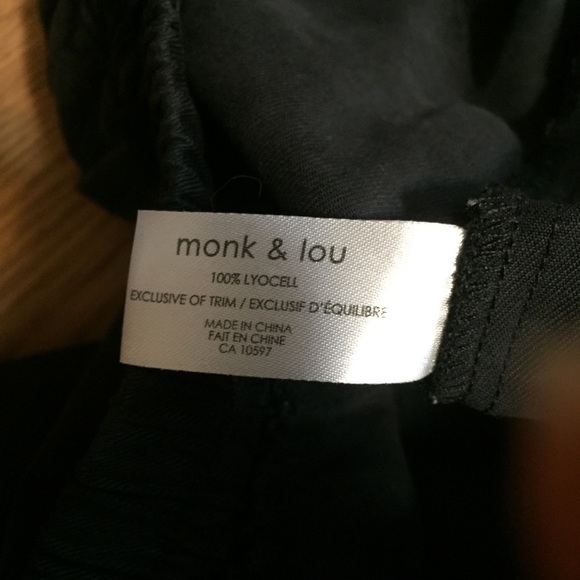 monk & lou
100% LYOCELL
EXCLUSIVE OF TRIM / EXCLUSIF D'ÉQUILIBRE
MADE IN CHINA
FAIT EN CHINE
CA 10597